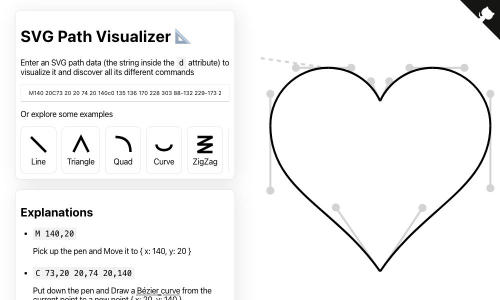 SVG Path Visualizer 📐
Enter an SVG path data (the string inside the d attribute) to
visualize it and discover all its different commands
M140 20C73 20 20 74 20 140c0 135 136 170 228 303 88-132 229-173 2
Or explore some examples
Line Triangle Quad Curve ZigZag
Explanations
• M 140,20
Pick up the pen and Move it to { x: 140, y: 20 }
• C 73,20 20,74 20,140
Put down the pen and Draw a Bézier curve from the
current point to a new point { x: 20, y: 140 }